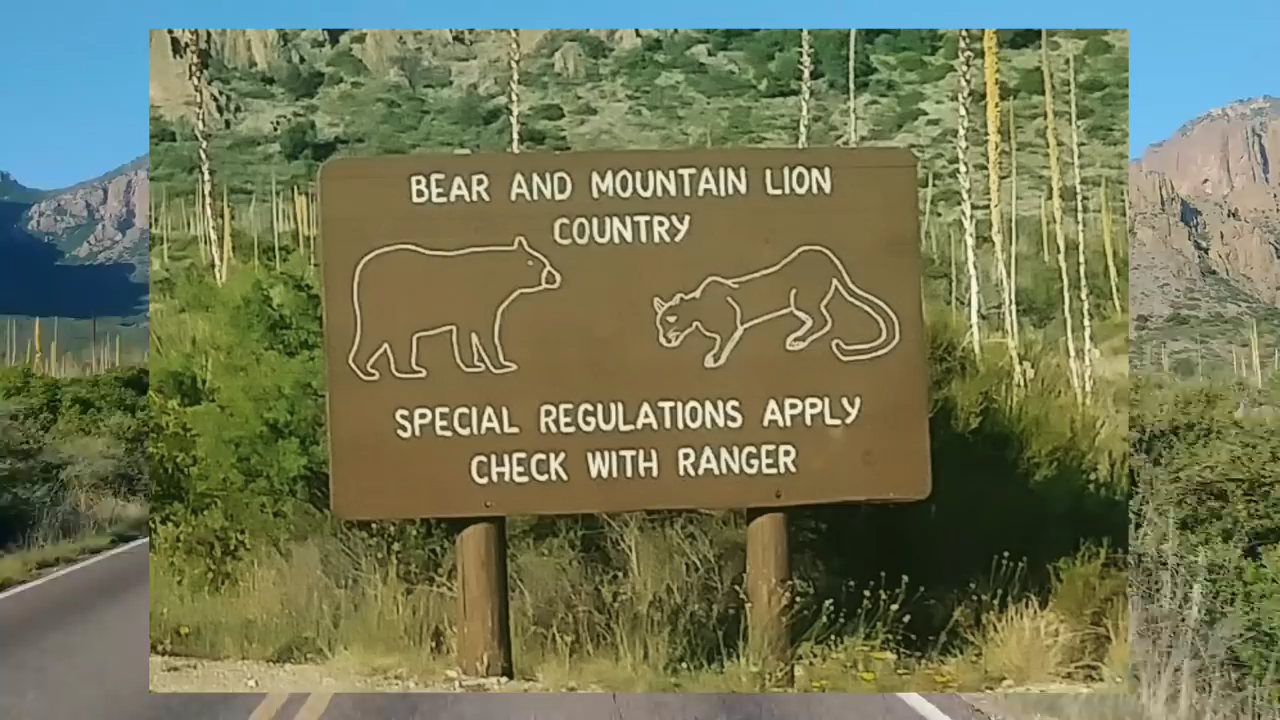 BEAR AND MOUNTAIN LION
COUNTRY
SPECIAL REGULATIONS APPLY
CHECK WITH RANGER